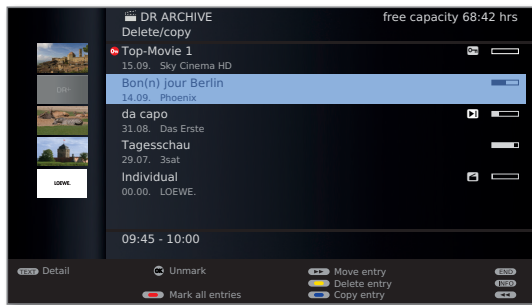 DR ARCHIVE free capacity 68:42 hrs
Delete/copy
Top-Movie 1
15.09. Sky Cinema HD
DR+
Bon(n) jour Berlin
14.09. Phoenix
da capo
31.08. Das Erste
Tagesschau
29.07. 3sat
LOEWE.
Individual
00.00. LOEWE.
09:45 - 10:00
TEXT Detail OK Unmark Move entry END
Delete entry INFO
Mark all entries Copy entry